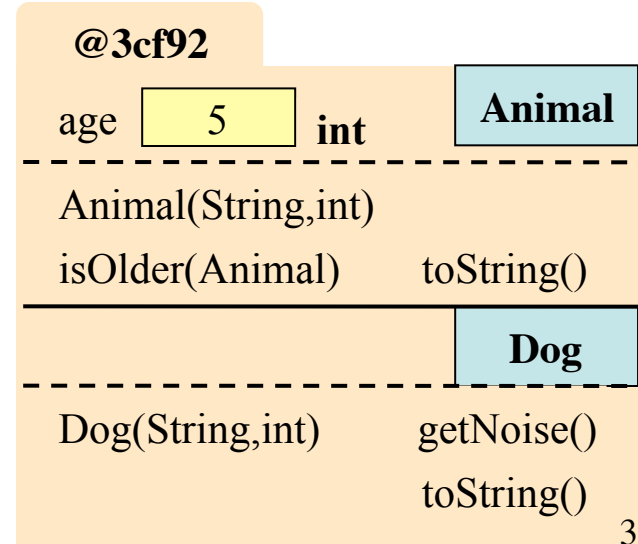 @3cf92
age 5 int Animal
Animal(String,int)
isOlder(Animal) toString()
Dog
Dog(String,int) getNoise()
toString()
3